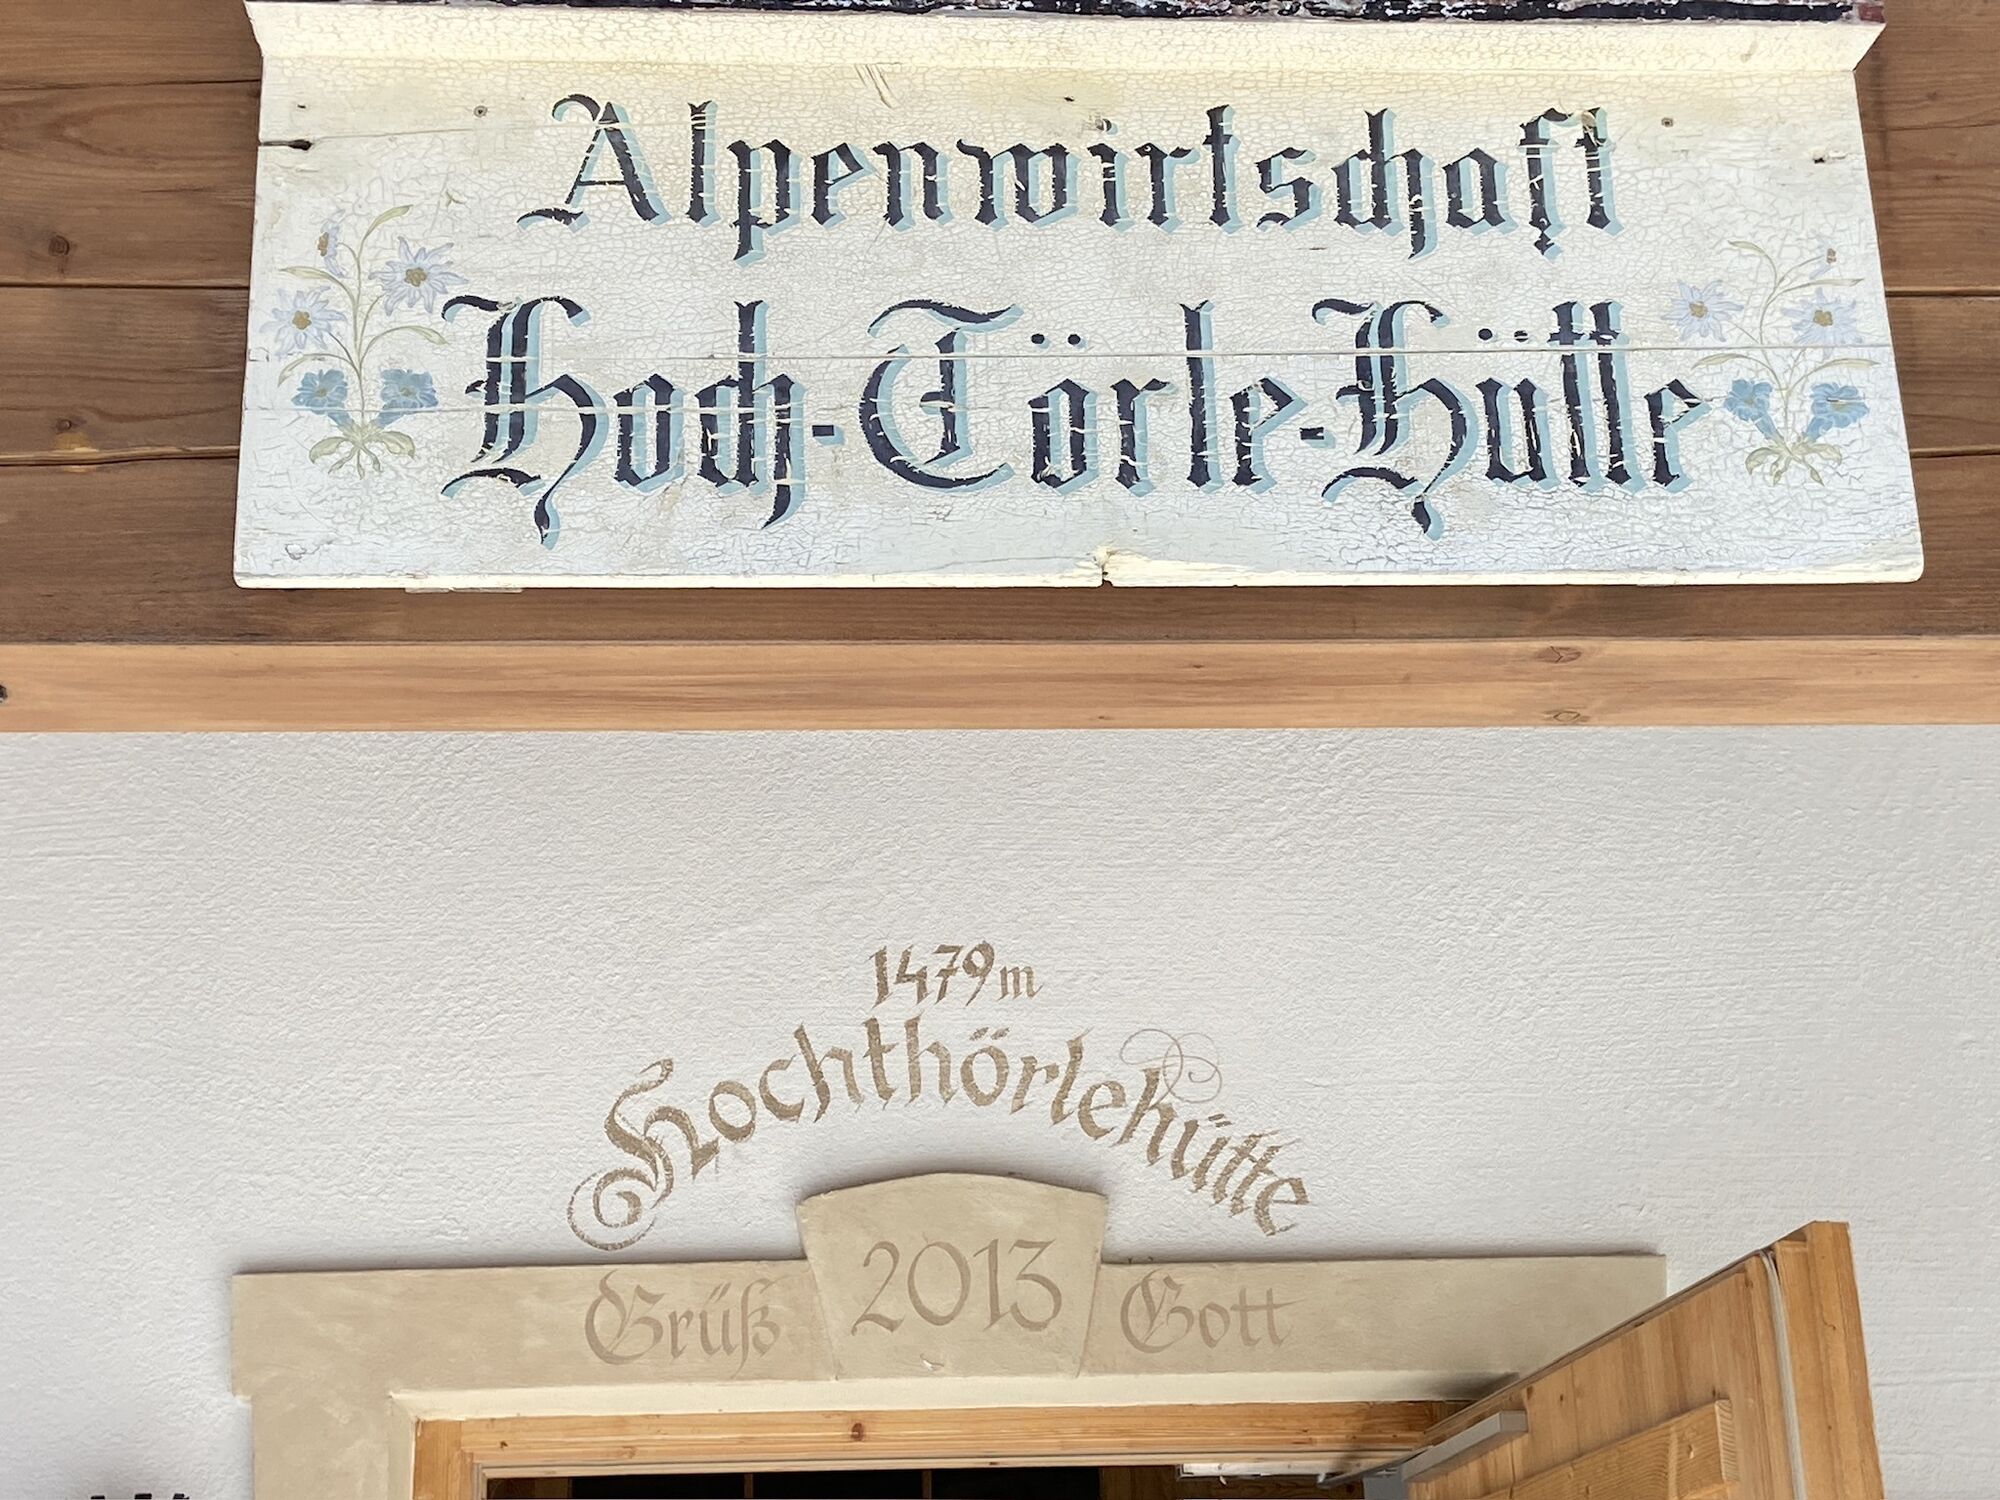 Alpenwirtschaft
Hoch-Törle-Hütte
1479m
Hochthörlehütte
Grüß 2013 Gott